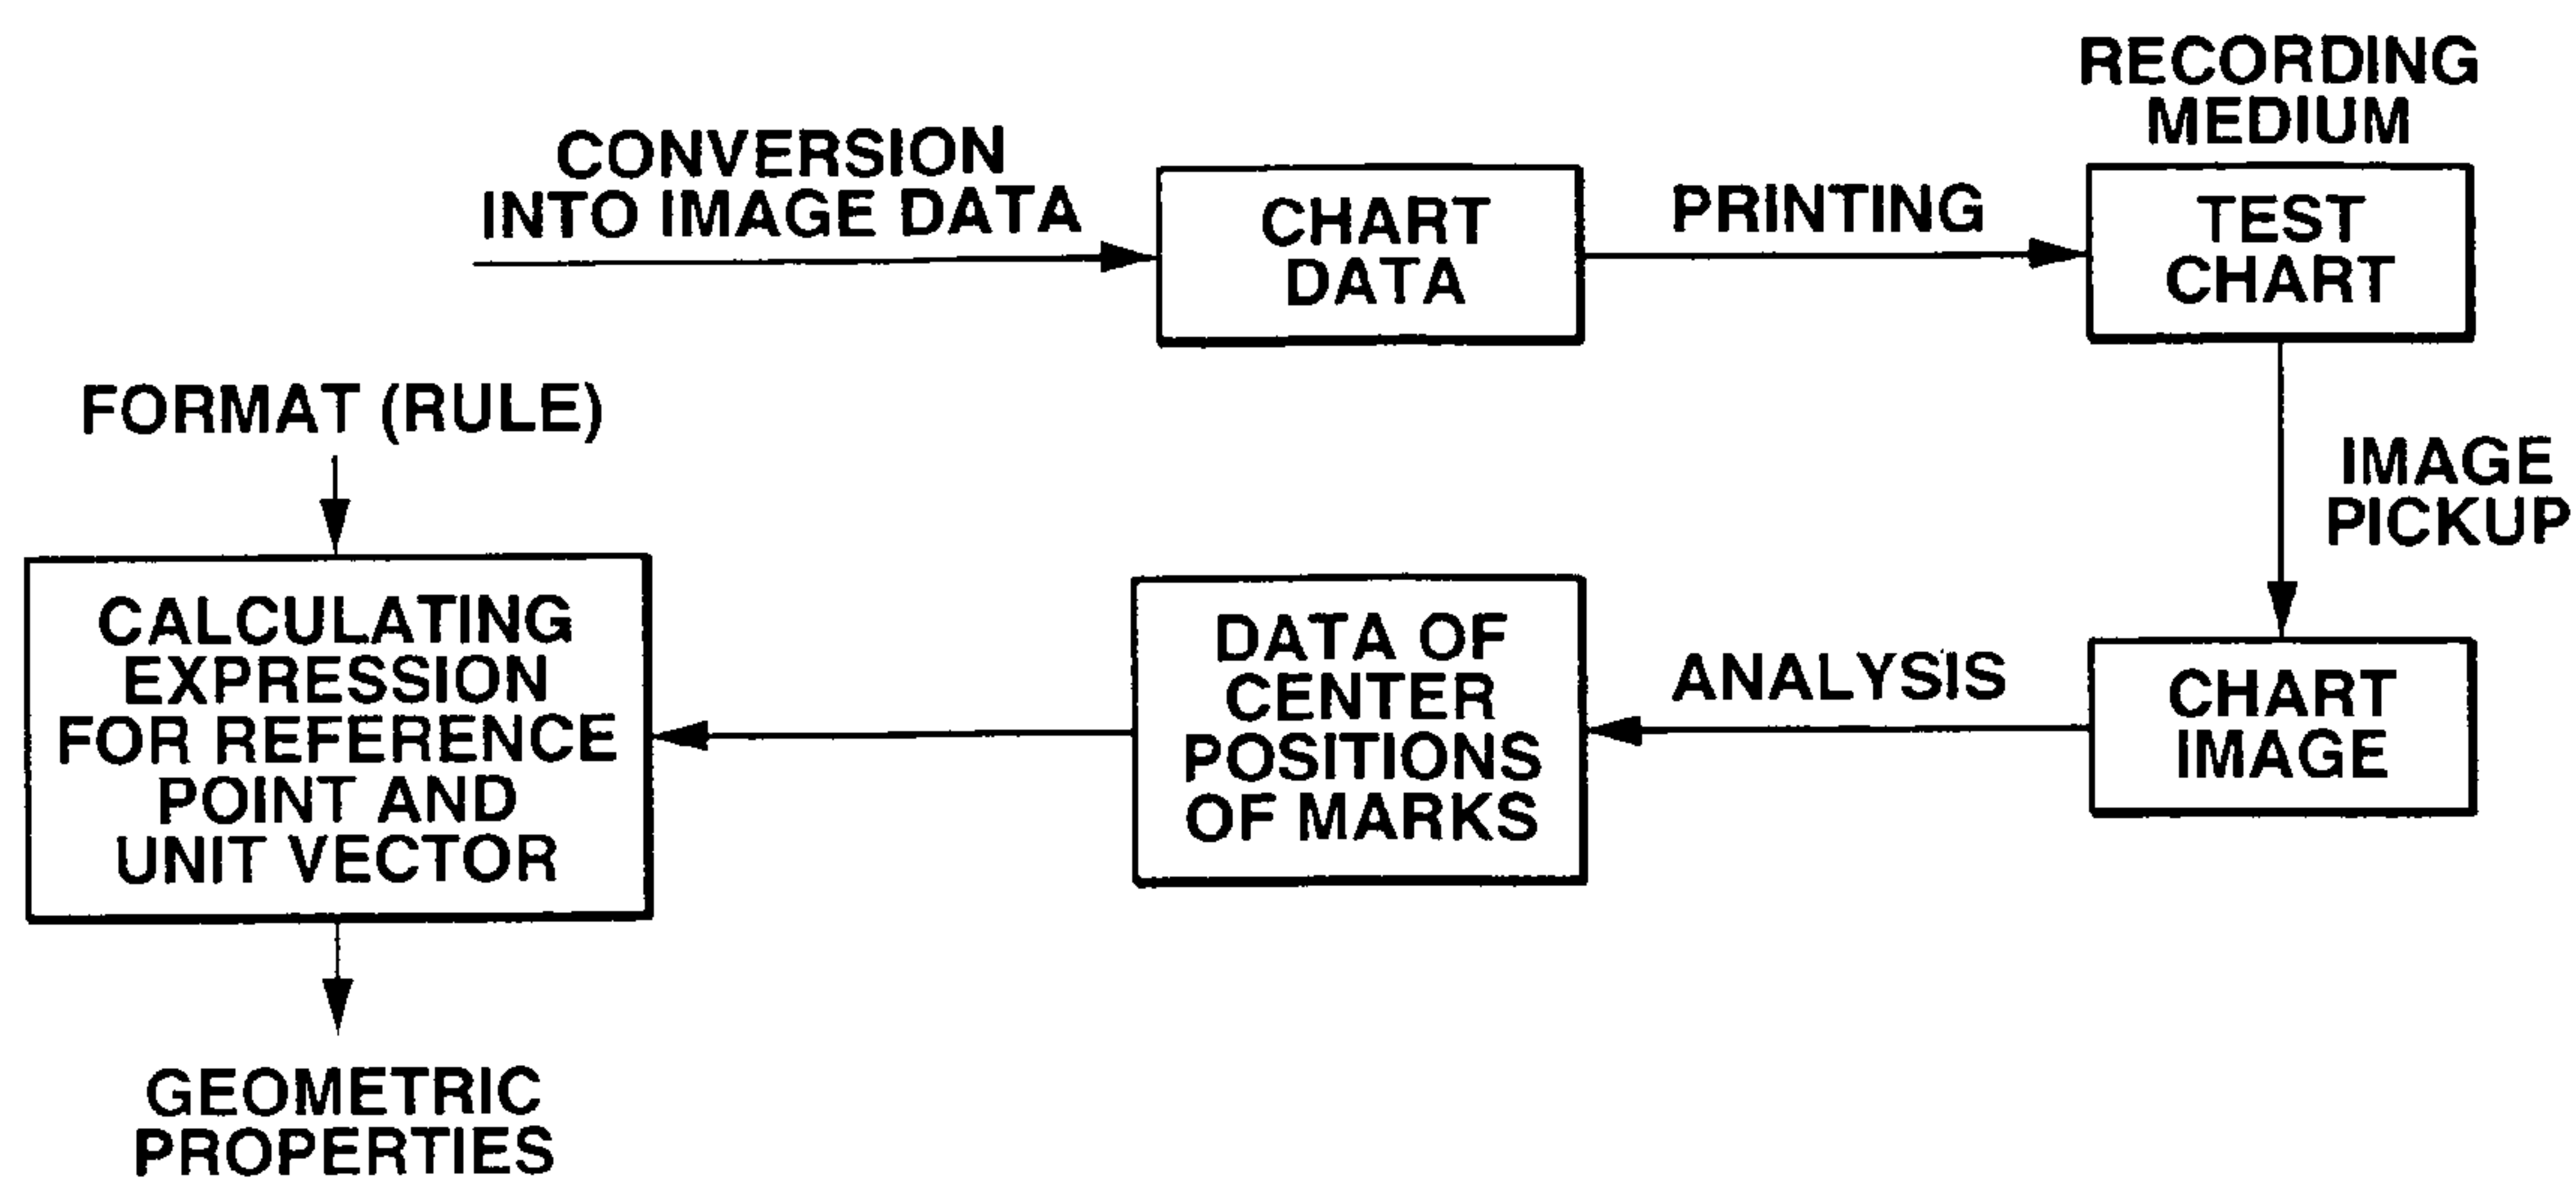 RECORDING
MEDIUM
CONVERSION
INTO IMAGE DATA
CHART
DATA
PRINTING
TEST
CHART
FORMAT (RULE)
IMAGE
PICKUP
CALCULATING
EXPRESSION
FOR REFERENCE
POINT AND
UNIT VECTOR
DATA OF
CENTER
POSITIONS
OF MARKS
ANALYSIS
CHART
IMAGE
GEOMETRIC
PROPERTIES